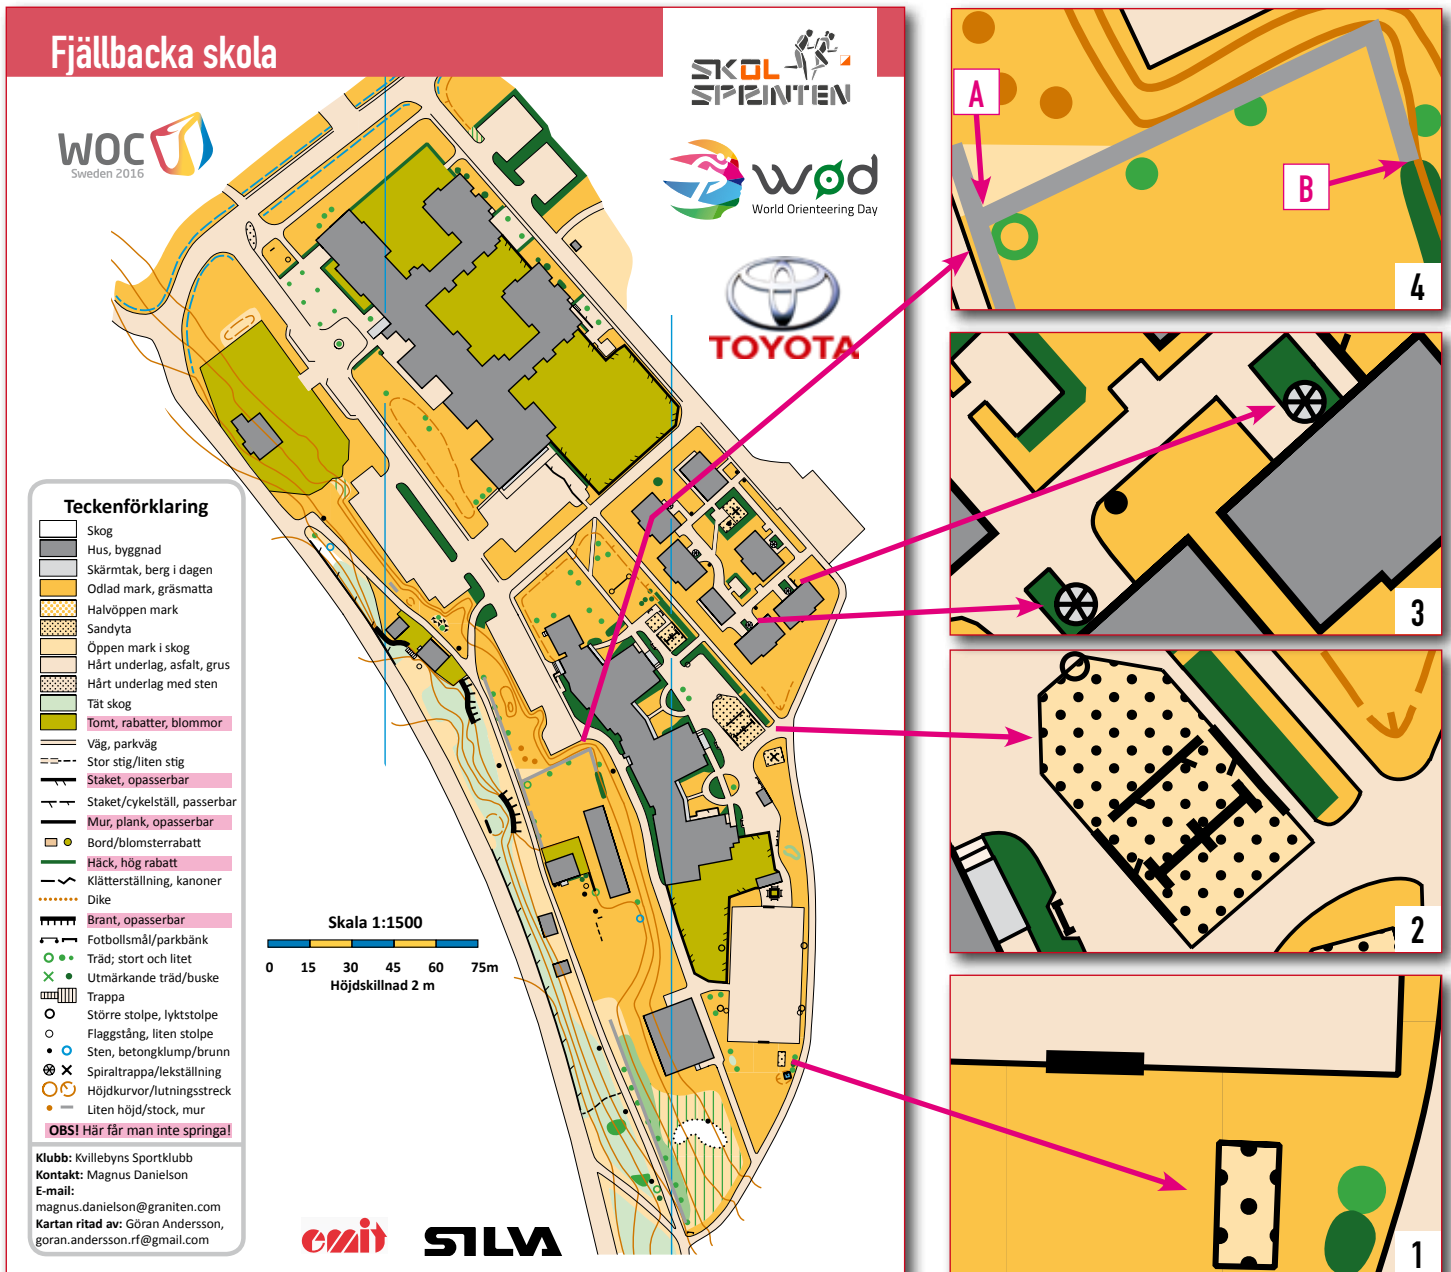 Fjällbacka skola
SKOL
SPRINTEN
WOC
Sweden 2016
wod
World Orienteering Day
TOYOTA
Teckenförklaring
Skog
Hus, byggnad
Skärmtak, berg i dagen
Odlad mark, gräsmatta
Halvöppen mark
Sandyta
Öppen mark i skog
Hårt underlag, asfalt, grus
Hårt underlag med sten
Tät skog
Tomt, rabatter, blommor
Väg, parkväg
Stor stig/liten stig
Staket, opasserbar
Staket/cykelställ, passerbar
Mur, plank, opasserbar
Bord/blomsterrabatt
Häck, hög rabatt
Klätterställning, kanoner
Dike
Brant, opasserbar
Fotbollsmål/parkbänk
Träd; stort och litet
Utmärkande träd/buske
Trappa
Större stolpe, lyktstolpe
Flaggstång, liten stolpe
Sten, betongklump/brunn
Spiraltrappa/lekställning
Höjdkurvor/lutningsstreck
Liten höjd/stock, mur
OBS! Här får man inte springa!
Klubb: Kvillebyns Sportklubb
Kontakt: Magnus Danielson
E-mail:
magnus.danielson@graniten.com
Kartan ritad av: Göran Andersson,
goran.andersson.rf@gmail.com
Skala 1:1500
0 15 30 45 60 75m
Höjdskillnad 2 m
emit
SILVA
A
B
4
3
2
1